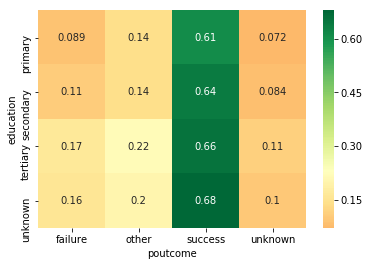 education
primary
0.089 0.14 0.61 0.072
secondary
0.11 0.14 0.64 0.084
tertiary
0.17 0.22 0.66 0.11
unknown
0.16 0.2 0.68 0.1
failure other success unknown
poutcome
0.60
0.45
0.30
0.15